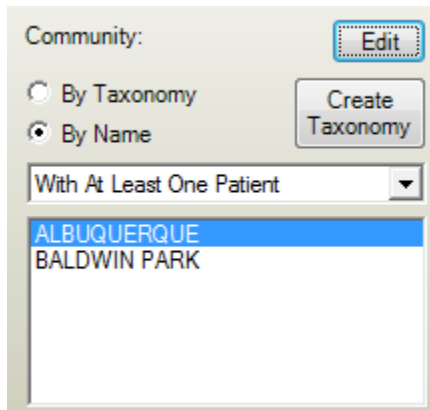 Community: Edit
By Taxonomy
Create
Taxonomy
By Name
With At Least One Patient
ALBUQUERQUE
BALDWIN PARK